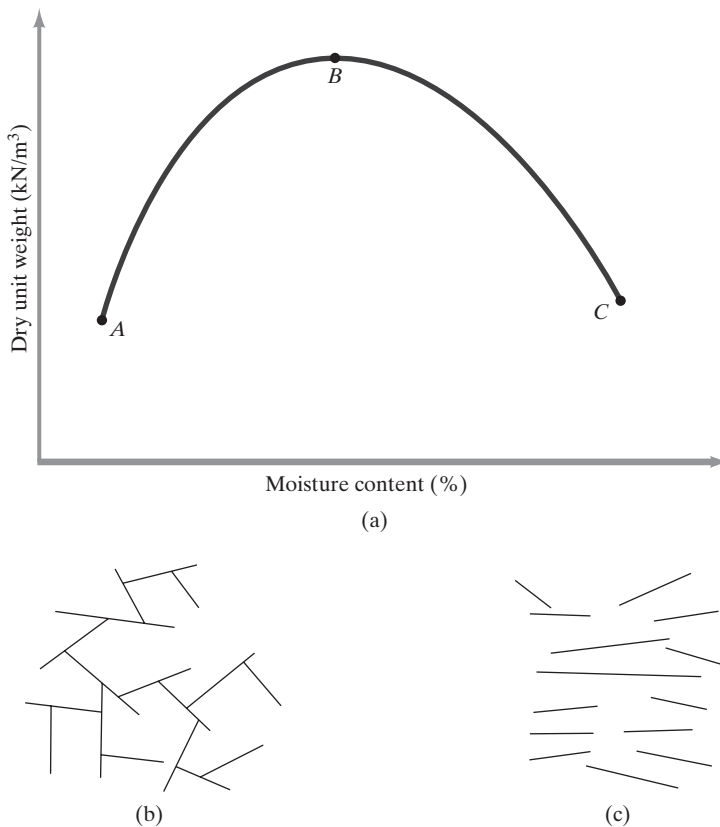 Dry unit weight (kN/m³)
B
A
C
Moisture content (%)
(a)
(b)
(c)